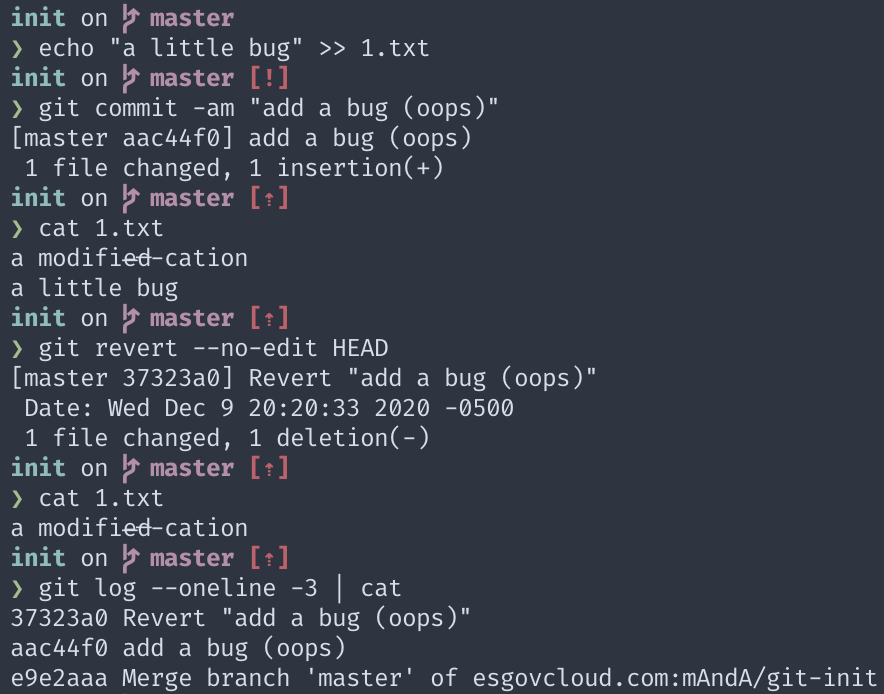 init on master
❯ echo "a little bug" >> 1.txt
init on master [!]
❯ git commit -am "add a bug (oops)"
[master aac44f0] add a bug (oops)
 1 file changed, 1 insertion(+)
init on master [⇡]
❯ cat 1.txt
a modifi̶e̶d̶-cation
a little bug
init on master [⇡]
❯ git revert --no-edit HEAD
[master 37323a0] Revert "add a bug (oops)"
 Date: Wed Dec 9 20:20:33 2020 -0500
 1 file changed, 1 deletion(-)
init on master [⇡]
❯ cat 1.txt
a modifi̶e̶d̶-cation
init on master [⇡]
❯ git log --oneline -3 | cat
37323a0 Revert "add a bug (oops)"
aac44f0 add a bug (oops)
e9e2aaa Merge branch 'master' of esgovcloud.com:mAndA/git-init